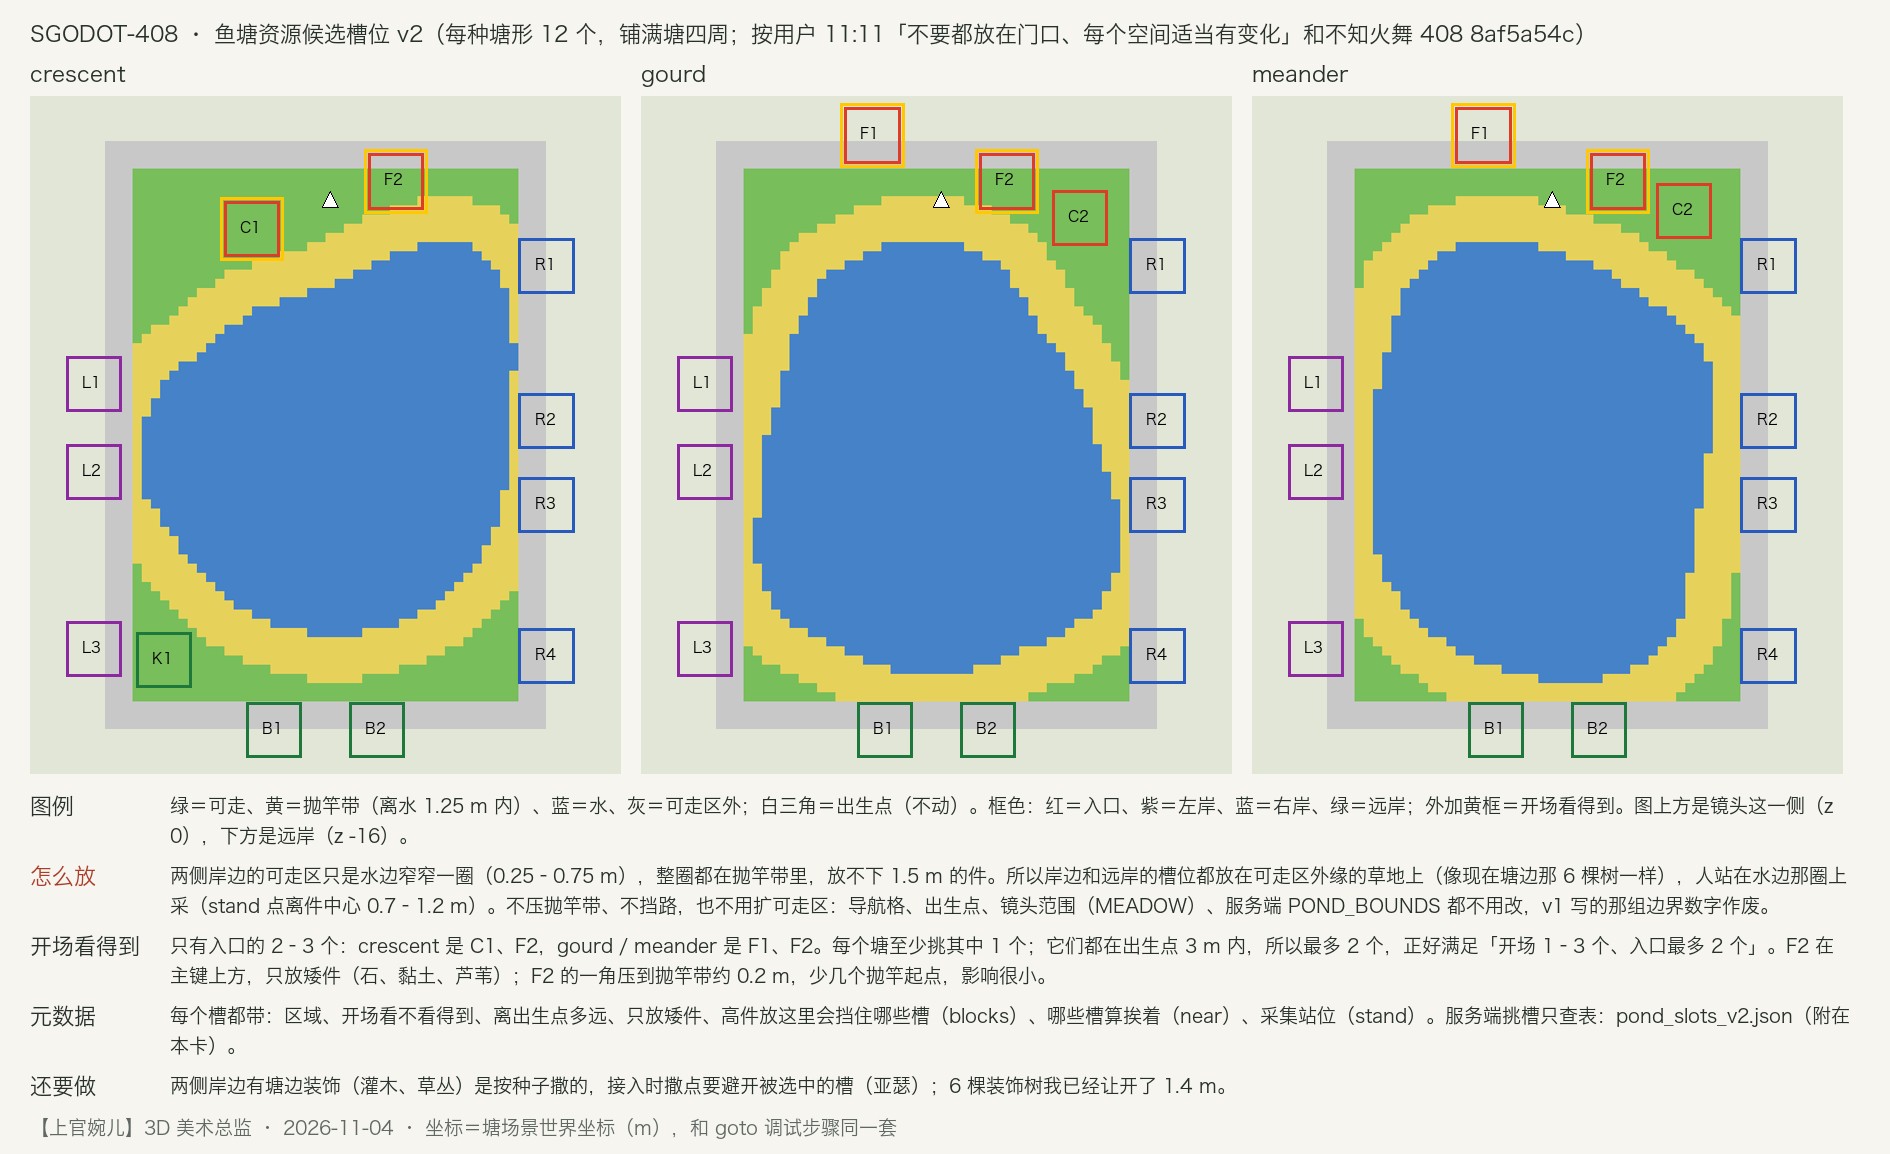 SGODOT-408 · 鱼塘资源候选槽位 v2（每种塘形 12 个，铺满塘四周；按用户 11:11「不要都放在门口、每个空间适当有变化」和不知火舞 408 8af5a54c）
crescent
gourd
meander
F1
F1
F2
F2
F2
C1
C2
C2
R1
R1
R1
L1
L1
L1
R2
R2
R2
L2
L2
L2
R3
R3
R3
L3
K1
R4
L3
R4
L3
R4
B1
B2
B1
B2
B1
B2
图例
绿＝可走、黄＝抛竿带（离水 1.25 m 内）、蓝＝水、灰＝可走区外；白三角＝出生点（不动）。框色：红＝入口、紫＝左岸、蓝＝右岸、绿＝远岸；外加黄框＝开场看得到。图上方是镜头这一侧（z
0），下方是远岸（z -16）。
怎么放
两侧岸边的可走区只是水边窄窄一圈（0.25 - 0.75 m），整圈都在抛竿带里，放不下 1.5 m 的件。所以岸边和远岸的槽位都放在可走区外缘的草地上（像现在塘边那 6 棵树一样），人站在水边那圈上
采（stand 点离件中心 0.7 - 1.2 m）。不压抛竿带、不挡路，也不用扩可走区：导航格、出生点、镜头范围（MEADOW）、服务端 POND_BOUNDS 都不用改，v1 写的那组边界数字作废。
开场看得到
只有入口的 2 - 3 个：crescent 是 C1、F2，gourd / meander 是 F1、F2。每个塘至少挑其中 1 个；它们都在出生点 3 m 内，所以最多 2 个，正好满足「开场 1 - 3 个、入口最多 2 个」。F2 在
主键上方，只放矮件（石、黏土、芦苇）；F2 的一角压到抛竿带约 0.2 m，少几个抛竿起点，影响很小。
元数据
每个槽都带：区域、开场看不看得到、离出生点多远、只放矮件、高件放这里会挡住哪些槽（blocks）、哪些槽算挨着（near）、采集站位（stand）。服务端挑槽只查表：pond_slots_v2.json（附在
本卡）。
还要做
两侧岸边有塘边装饰（灌木、草丛）是按种子撒的，接入时撒点要避开被选中的槽（亚瑟）；6 棵装饰树我已经让开了 1.4 m。
【上官婉儿】3D 美术总监 · 2026-11-04 · 坐标＝塘场景世界坐标（m），和 goto 调试步骤同一套